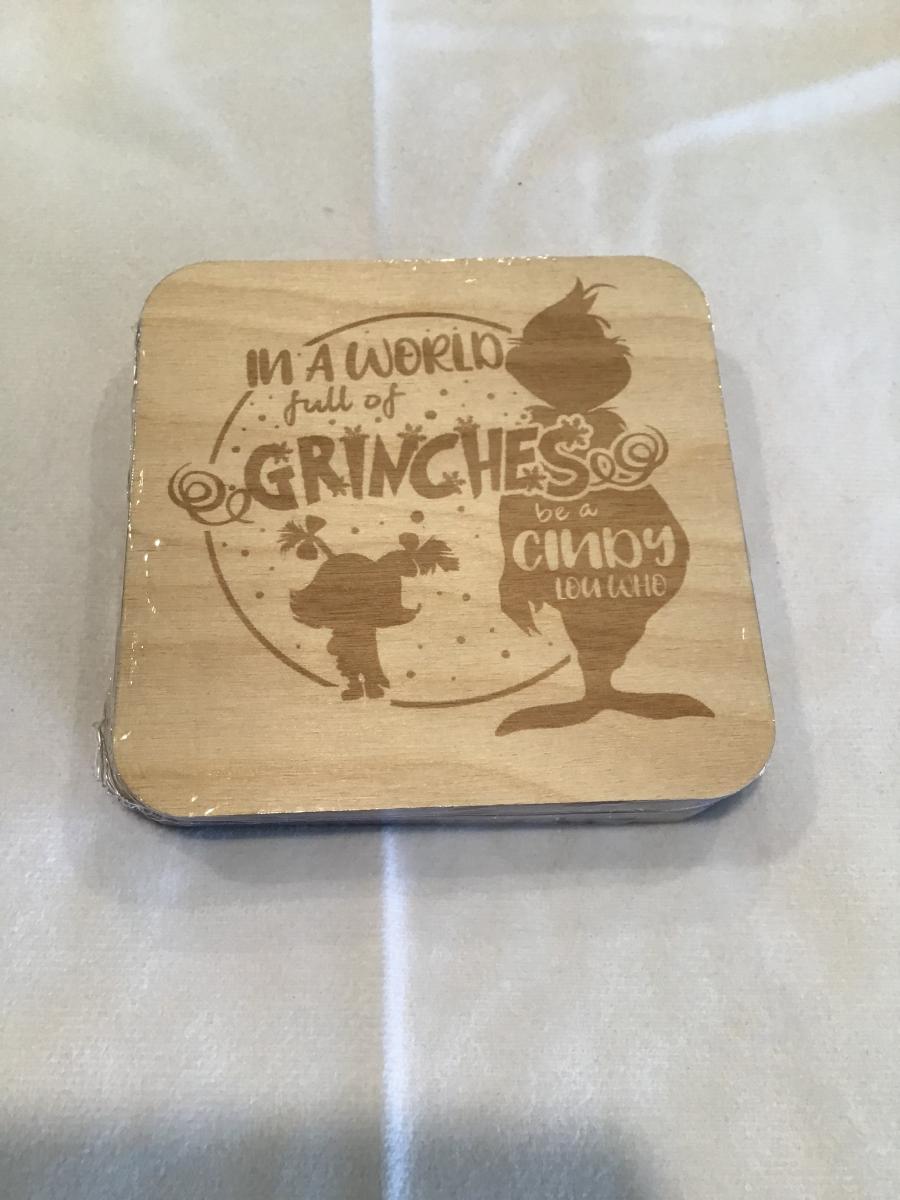 IN A WORLD
full of
GRINCHES
be a
CINDY
LOU WHO